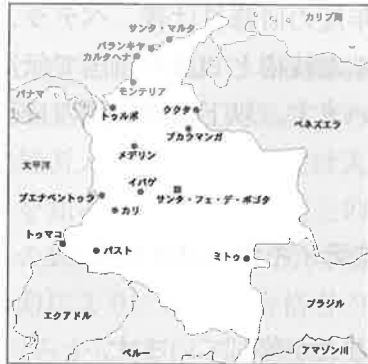 サンタ・マルタ
カリブ海
バランキヤ
カルタヘナ
モンテリア
パナマ
トゥルボ
ククタ
ベネズエラ
ブカラマンガ
メデリン
太平洋
イバゲ
ブエナベントゥラ
サンタ・フェ・デ・ボゴタ
カリ
トゥマコ
パスト
ミトゥ
エクアドル
ブラジル
ペルー
アマゾン川